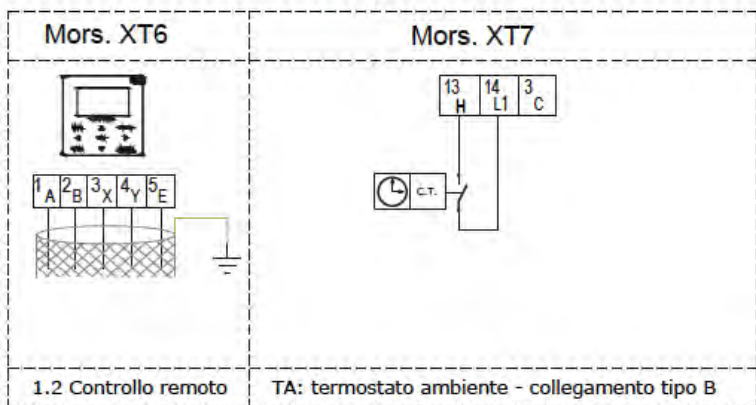 Mors. XT6
Mors. XT7
13 14 3
H L1 C
C.T.
1 2 3 4 5
A B X Y E
1.2 Controllo remoto
TA: termostato ambiente - collegamento tipo B